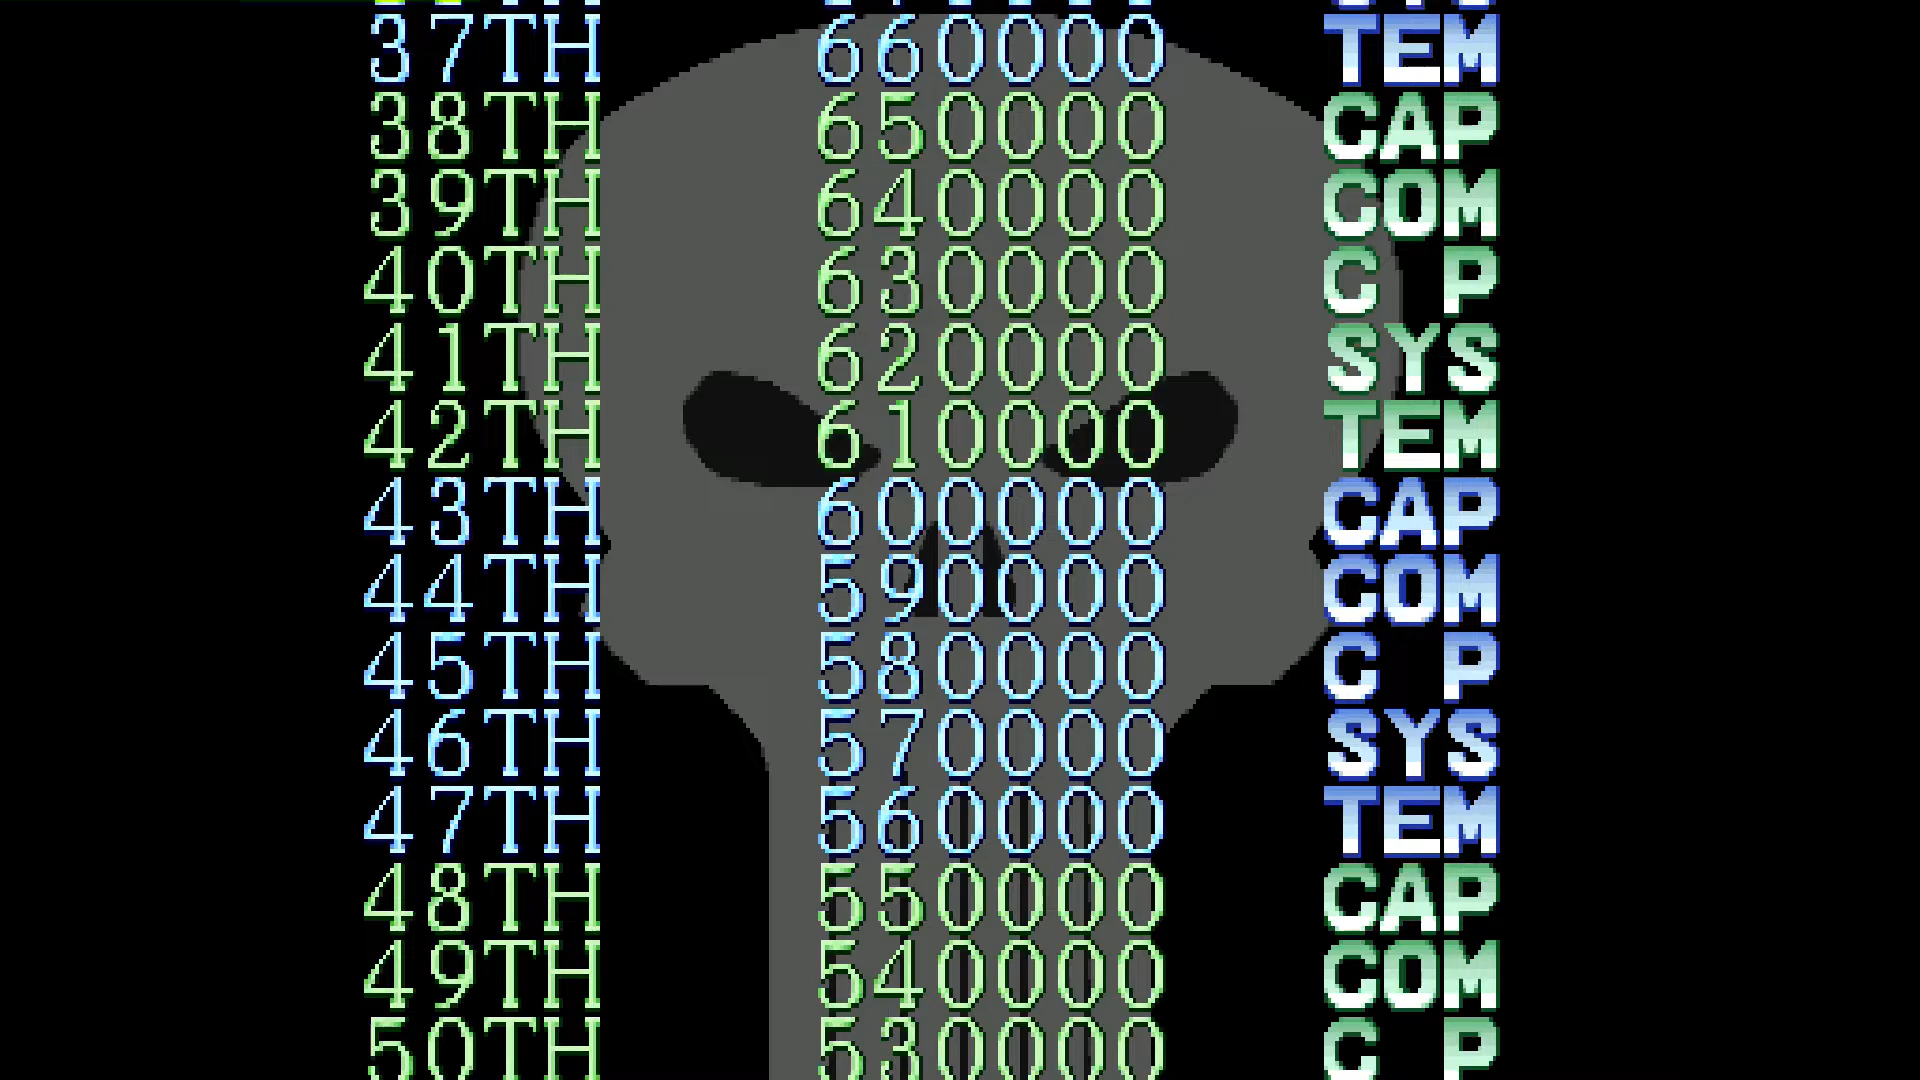 37TH 660000 TEM
38TH 650000 CAP
39TH 640000 COM
40TH 630000 C P
41TH 620000 SYS
42TH 610000 TEM
43TH 600000 CAP
44TH 590000 COM
45TH 580000 C P
46TH 570000 SYS
47TH 560000 TEM
48TH 550000 CAP
49TH 540000 COM
50TH 530000 C P